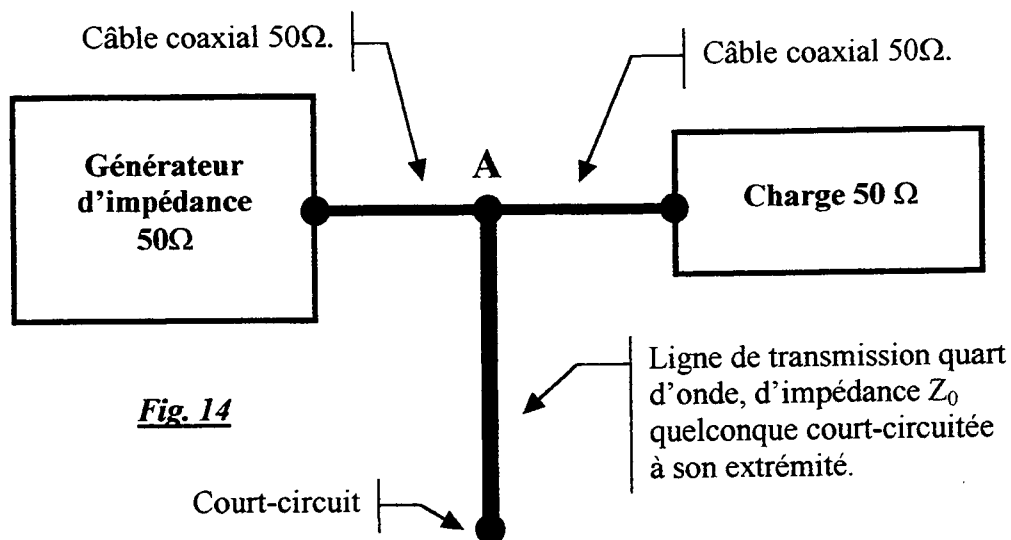 Câble coaxial 50Ω.
Câble coaxial 50Ω.
Générateur
d'impédance
50Ω
A
Charge 50 Ω
Ligne de transmission quart
d'onde, d'impédance Z₀
quelconque court-circuitée
à son extrémité.
Fig. 14
Court-circuit